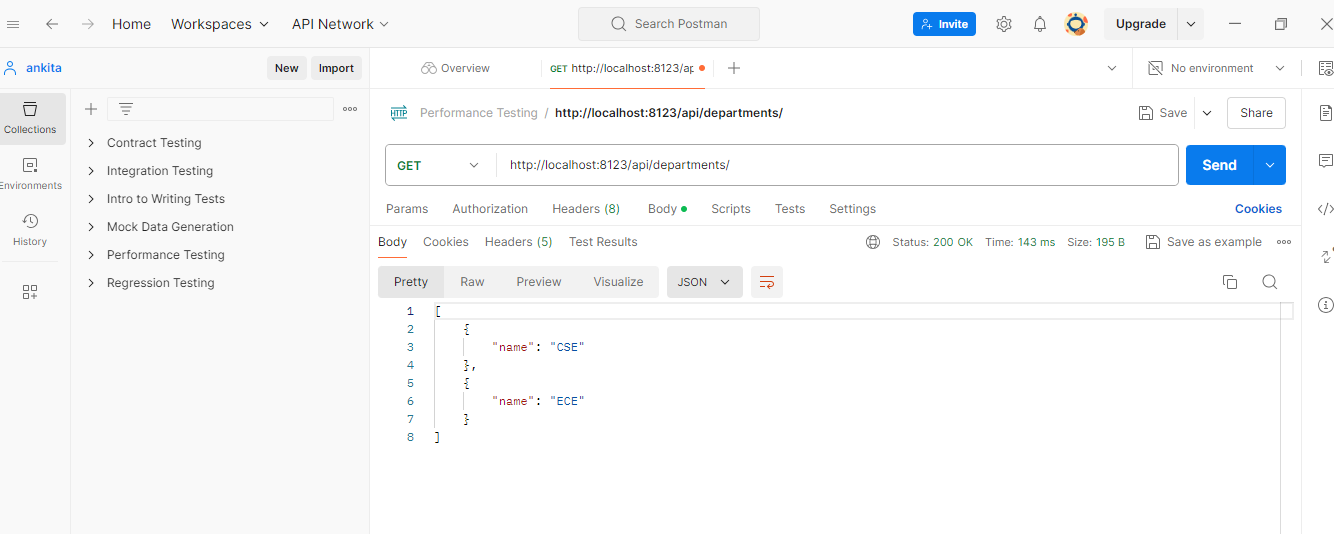 Home Workspaces API Network Search Postman Invite Upgrade
ankita New Import Overview GET http://localhost:8123/ap No environment
Collections
Environments
History
Contract Testing
Integration Testing
Intro to Writing Tests
Mock Data Generation
Performance Testing
Regression Testing
HTTP Performance Testing / http://localhost:8123/api/departments/ Save Share
GET http://localhost:8123/api/departments/ Send
Params Authorization Headers (8) Body Scripts Tests Settings Cookies
Body Cookies Headers (5) Test Results Status: 200 OK Time: 143 ms Size: 195 B Save as example
Pretty Raw Preview Visualize JSON
1 [
2 {
3 "name": "CSE"
4 },
5 {
6 "name": "ECE"
7 }
8 ]